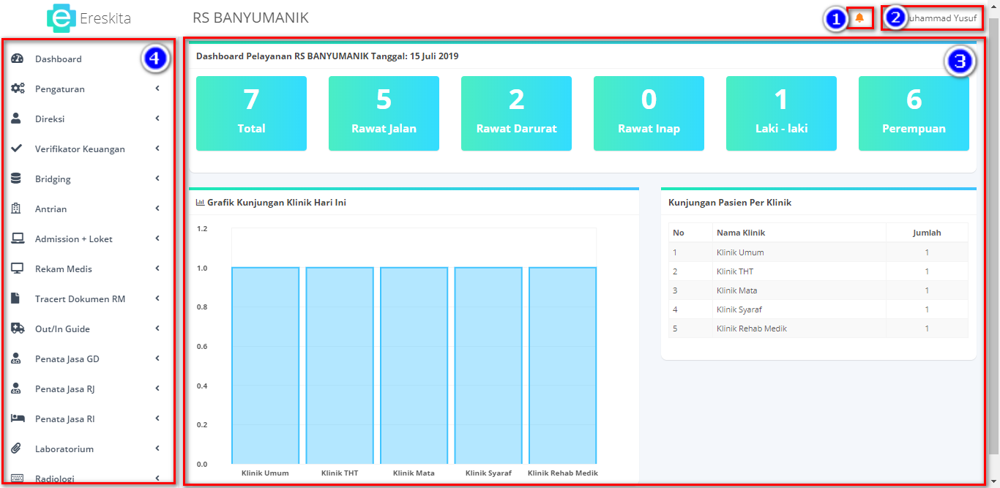 Ereskita
RS BANYUMANIK
1
2
uhammad Yusuf
4
Dashboard
Pengaturan
Direksi
Verifikator Keuangan
Bridging
Antrian
Admission + Loket
Rekam Medis
Tracert Dokumen RM
Out/In Guide
Penata Jasa GD
Penata Jasa RJ
Penata Jasa RI
Laboratorium
Radiologi
3
Dashboard Pelayanan RS BANYUMANIK Tanggal: 15 Juli 2019
7
Total
5
Rawat Jalan
2
Rawat Darurat
0
Rawat Inap
1
Laki - laki
6
Perempuan
Grafik Kunjungan Klinik Hari Ini
1.2
1.0
0.8
0.6
0.4
0.2
0.0
Klinik Umum Klinik THT Klinik Mata Klinik Syaraf Klinik Rehab Medik
Kunjungan Pasien Per Klinik
No Nama Klinik Jumlah
1 Klinik Umum 1
2 Klinik THT 1
3 Klinik Mata 1
4 Klinik Syaraf 1
5 Klinik Rehab Medik 1